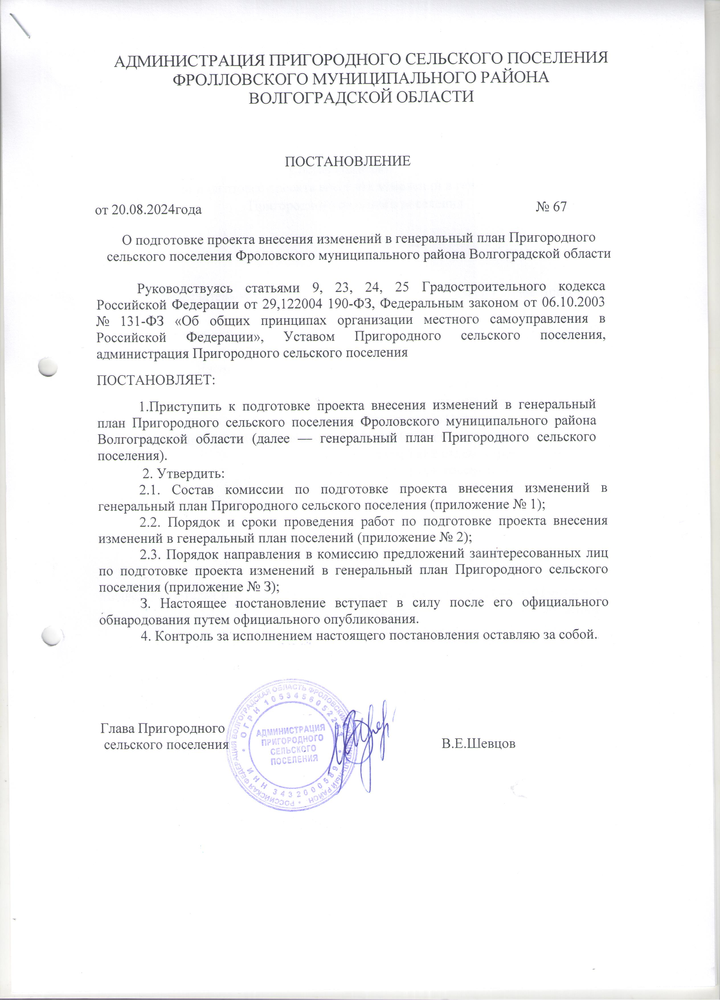 АДМИНИСТРАЦИЯ ПРИГОРОДНОГО СЕЛЬСКОГО ПОСЕЛЕНИЯ
ФРОЛЛОВСКОГО МУНИЦИПАЛЬНОГО РАЙОНА
ВОЛГОГРАДСКОЙ ОБЛАСТИ
ПОСТАНОВЛЕНИЕ
от 20.08.2024года № 67
О подготовке проекта внесения изменений в генеральный план Пригородного
сельского поселения Фроловского муниципального района Волгоградской области
Руководствуясь статьями 9, 23, 24, 25 Градостроительного кодекса
Российской Федерации от 29,122004 190-ФЗ, Федеральным законом от 06.10.2003
№ 131-ФЗ «Об общих принципах организации местного самоуправления в
Российской Федерации», Уставом Пригородного сельского поселения,
администрация Пригородного сельского поселения
ПОСТАНОВЛЯЕТ:
1.Приступить к подготовке проекта внесения изменений в генеральный
план Пригородного сельского поселения Фроловского муниципального района
Волгоградской области (далее — генеральный план Пригородного сельского
поселения).
2. Утвердить:
2.1. Состав комиссии по подготовке проекта внесения изменений в
генеральный план Пригородного сельского поселения (приложение № 1);
2.2. Порядок и сроки проведения работ по подготовке проекта внесения
изменений в генеральный план поселений (приложение № 2);
2.3. Порядок направления в комиссию предложений заинтересованных лиц
по подготовке проекта изменений в генеральный план Пригородного сельского
поселения (приложение № З);
З. Настоящее постановление вступает в силу после его официального
обнародования путем официального опубликования.
4. Контроль за исполнением настоящего постановления оставляю за собой.
Глава Пригородного
сельского поселения В.Е.Шевцов
РОССИЙСКАЯ ФЕДЕРАЦИЯ ВОЛГОГРАДСКАЯ ОБЛАСТЬ ФРОЛОВСКИЙ МУНИЦИПАЛЬНЫЙ РАЙОН
ОГРН 1053456052253
ИНН 3432000589
АДМИНИСТРАЦИЯ
ПРИГОРОДНОГО
СЕЛЬСКОГО
ПОСЕЛЕНИЯ